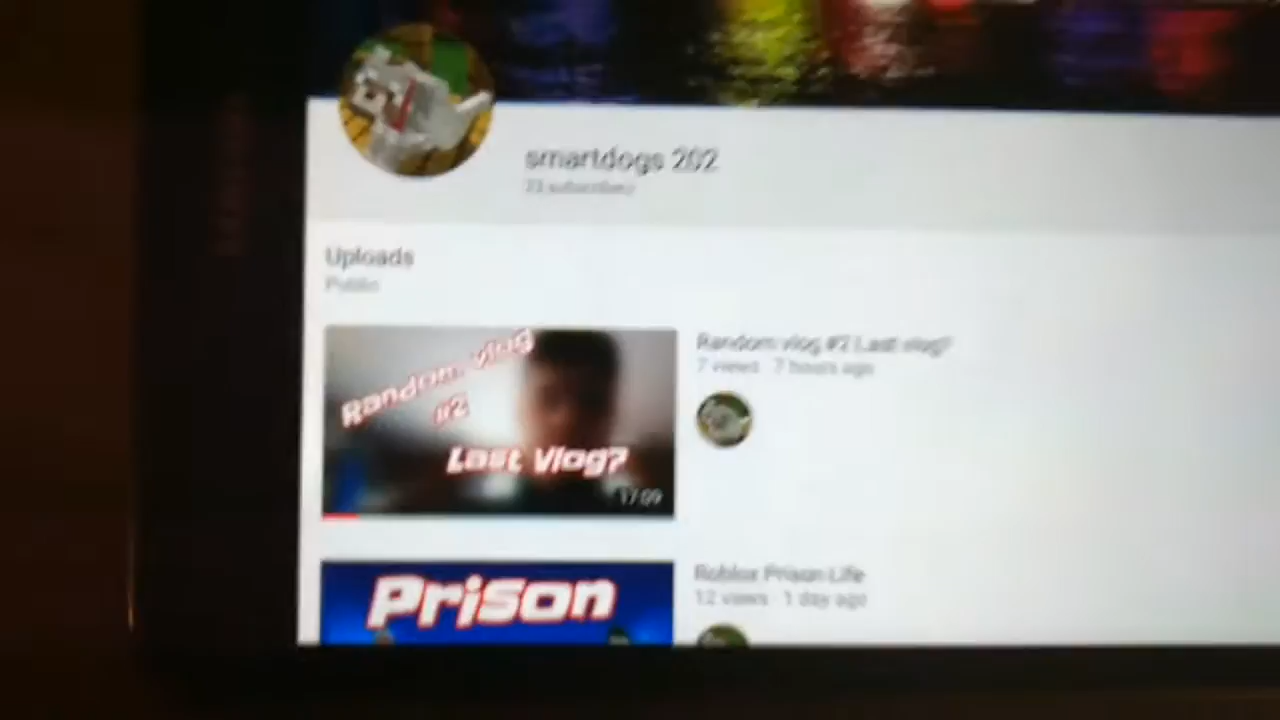 smartdogs 202
Uploads
Public
Random vlog
#2
Last Vlog?
17:09
Random vlog #2 Last vlog?
7 views · 7 hours ago
Prison
Roblox Prison Life
12 views · 1 day ago